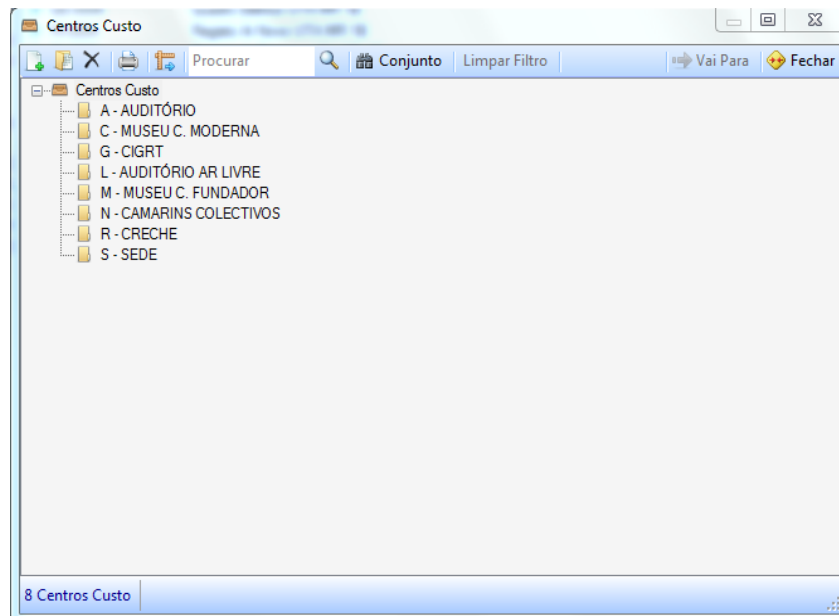 Centros Custo
Procurar Conjunto Limpar Filtro Vai Para Fechar
Centros Custo
A - AUDITÓRIO
C - MUSEU C. MODERNA
G - CIGRT
L - AUDITÓRIO AR LIVRE
M - MUSEU C. FUNDADOR
N - CAMARINS COLECTIVOS
R - CRECHE
S - SEDE
8 Centros Custo